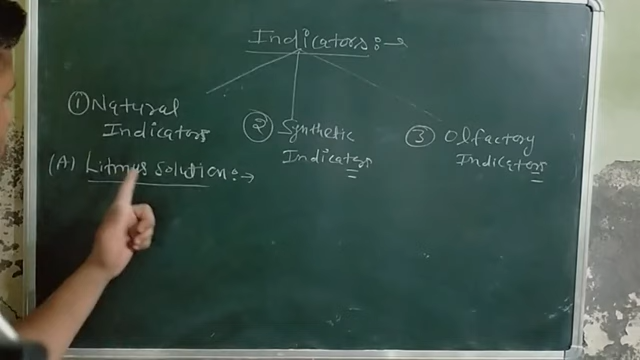 Indicators:→
① Natural
Indicators
② Synthetic
Indicators
③ Olfactory
Indicators
(A) Litmus Solution:→